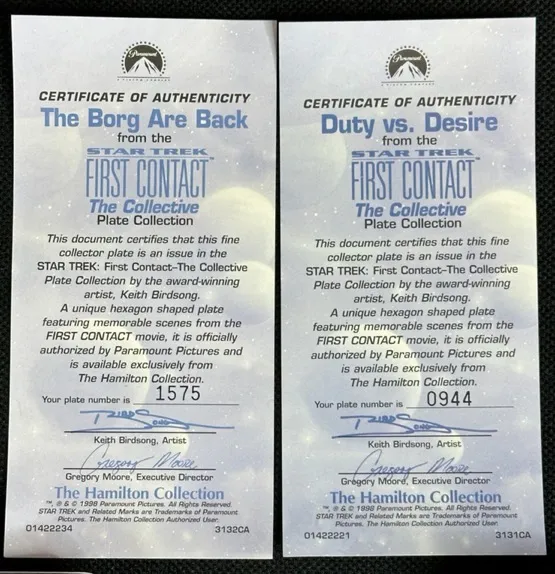 Paramount
CERTIFICATE OF AUTHENTICITY
The Borg Are Back
from the
STAR TREK
FIRST CONTACT™
The Collective
Plate Collection
This document certifies that this fine
collector plate is an issue in the
STAR TREK: First Contact–The Collective
Plate Collection by the award-winning
artist, Keith Birdsong.
A unique hexagon shaped plate
featuring memorable scenes from the
FIRST CONTACT movie, it is officially
authorized by Paramount Pictures and
is available exclusively from
The Hamilton Collection.
Your plate number is 1575
Birdsong
Keith Birdsong, Artist
Gregory Moore
Gregory Moore, Executive Director
The Hamilton Collection
™, ® & © 1998 Paramount Pictures. All Rights Reserved.
STAR TREK and Related Marks are Trademarks of Paramount
Pictures. The Hamilton Collection Authorized User.
01422234 3132CA
Paramount
CERTIFICATE OF AUTHENTICITY
Duty vs. Desire
from the
STAR TREK
FIRST CONTACT™
The Collective
Plate Collection
This document certifies that this fine
collector plate is an issue in the
STAR TREK: First Contact–The Collective
Plate Collection by the award-winning
artist, Keith Birdsong.
A unique hexagon shaped plate
featuring memorable scenes from the
FIRST CONTACT movie, it is officially
authorized by Paramount Pictures and
is available exclusively from
The Hamilton Collection.
Your plate number is 0944
Birdsong
Keith Birdsong, Artist
Gregory Moore
Gregory Moore, Executive Director
The Hamilton Collection
™, ® & © 1998 Paramount Pictures. All Rights Reserved.
STAR TREK and Related Marks are Trademarks of Paramount
Pictures. The Hamilton Collection Authorized User.
01422221 3131CA